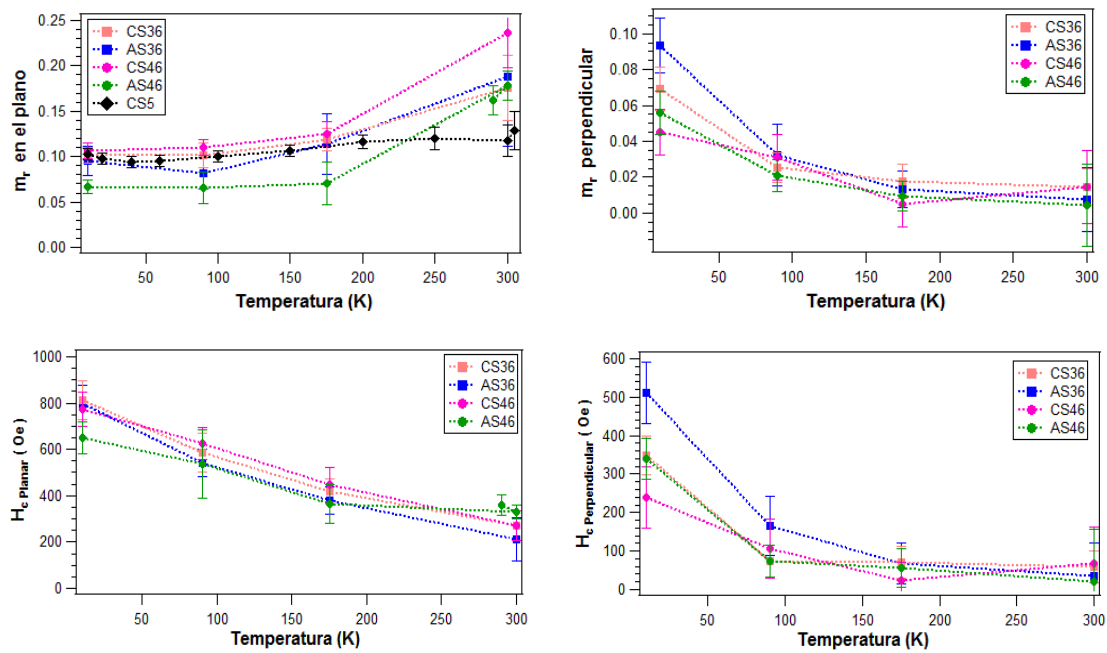 0.25
0.20
0.15
0.10
0.05
0.00
m_r en el plano
CS36
AS36
CS46
AS46
CS5
50 100 150 200 250 300
Temperatura (K)
0.10
0.08
0.06
0.04
0.02
0.00
m_r perpendicular
CS36
AS36
CS46
AS46
50 100 150 200 250 300
Temperatura (K)
1000
800
600
400
200
0
H_c Planar ( Oe )
CS36
AS36
CS46
AS46
50 100 150 200 250 300
Temperatura (K)
600
500
400
300
200
100
0
H_c Perpendicular ( Oe )
CS36
AS36
CS46
AS46
50 100 150 200 250 300
Temperatura (K)